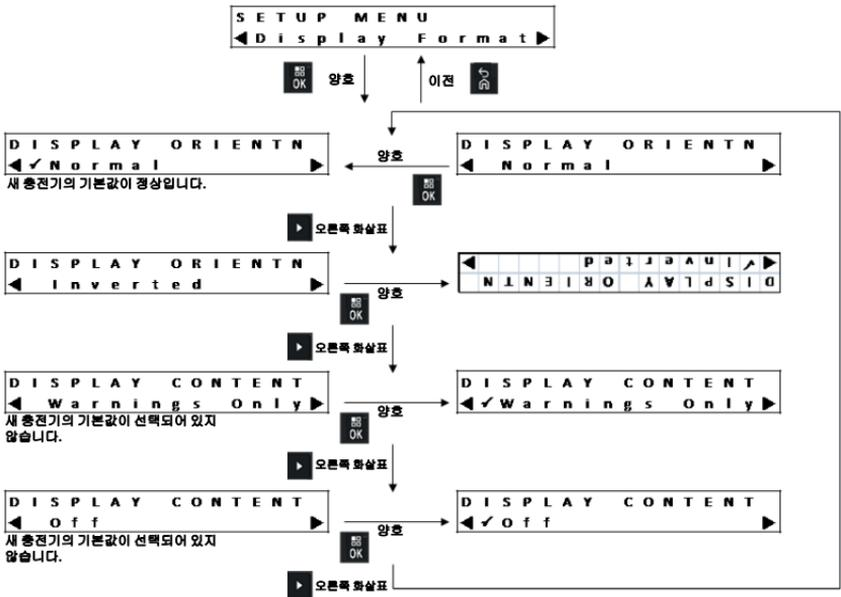 SETUP MENU
Display Format
OK
양호
이전
DISPLAY ORIENTN
✓Normal
새 충전기의 기본값이 정상입니다.
양호
OK
DISPLAY ORIENTN
Normal
오른쪽 화살표
DISPLAY ORIENTN
Inverted
양호
OK
DISPLAY ORIENTN
✓Inverted
오른쪽 화살표
DISPLAY CONTENT
Warnings Only
새 충전기의 기본값이 선택되어 있지
않습니다.
양호
OK
DISPLAY CONTENT
✓Warnings Only
오른쪽 화살표
DISPLAY CONTENT
Off
새 충전기의 기본값이 선택되어 있지
않습니다.
양호
OK
DISPLAY CONTENT
✓Off
오른쪽 화살표